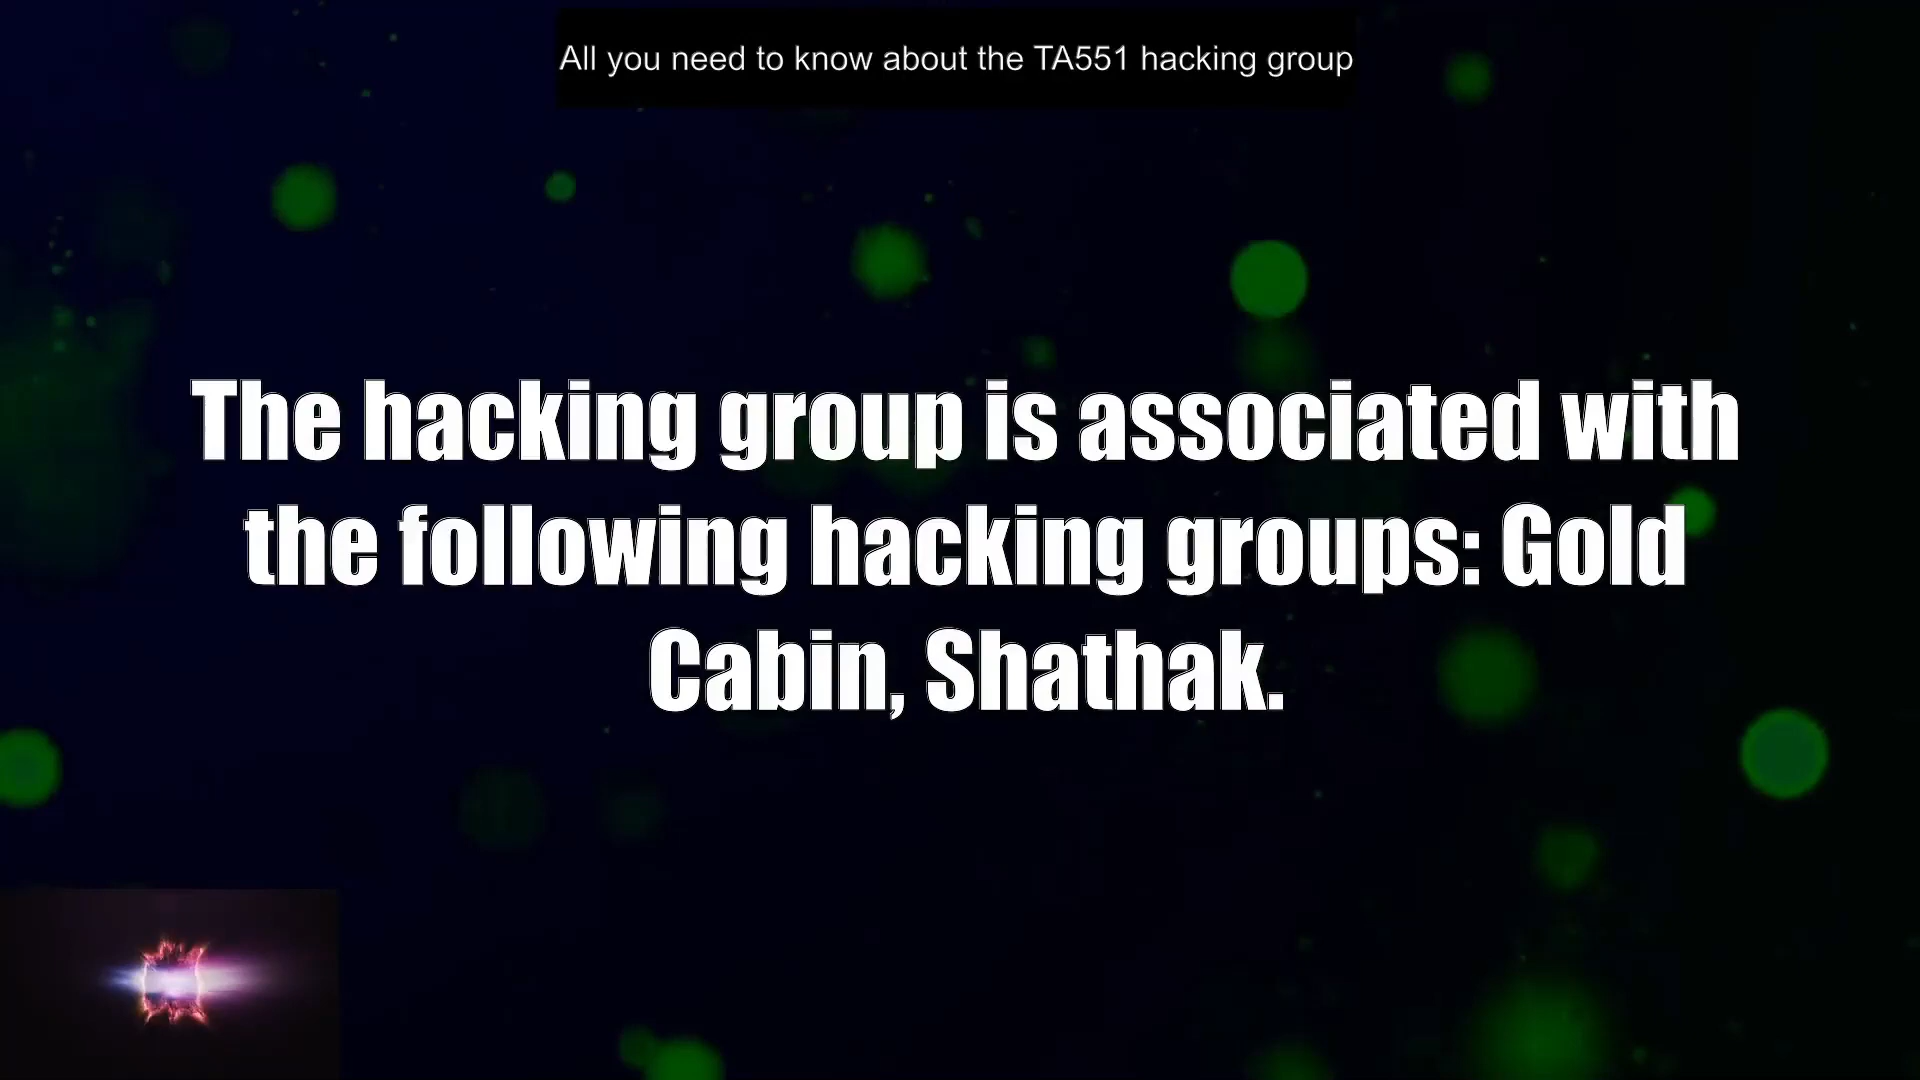 All you need to know about the TA551 hacking group
The hacking group is associated with
the following hacking groups: Gold
Cabin, Shathak.